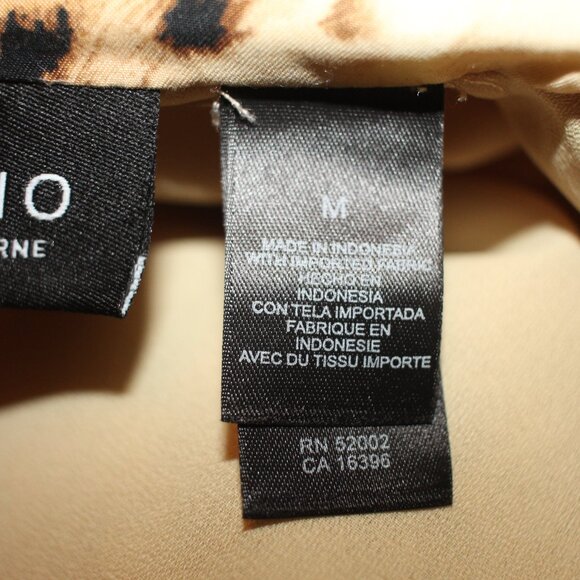 IO
RNE
M
MADE IN INDONESIA
WITH IMPORTED FABRIC
HECHO EN
INDONESIA
CON TELA IMPORTADA
FABRIQUE EN
INDONESIE
AVEC DU TISSU IMPORTE
RN 52002
CA 16396